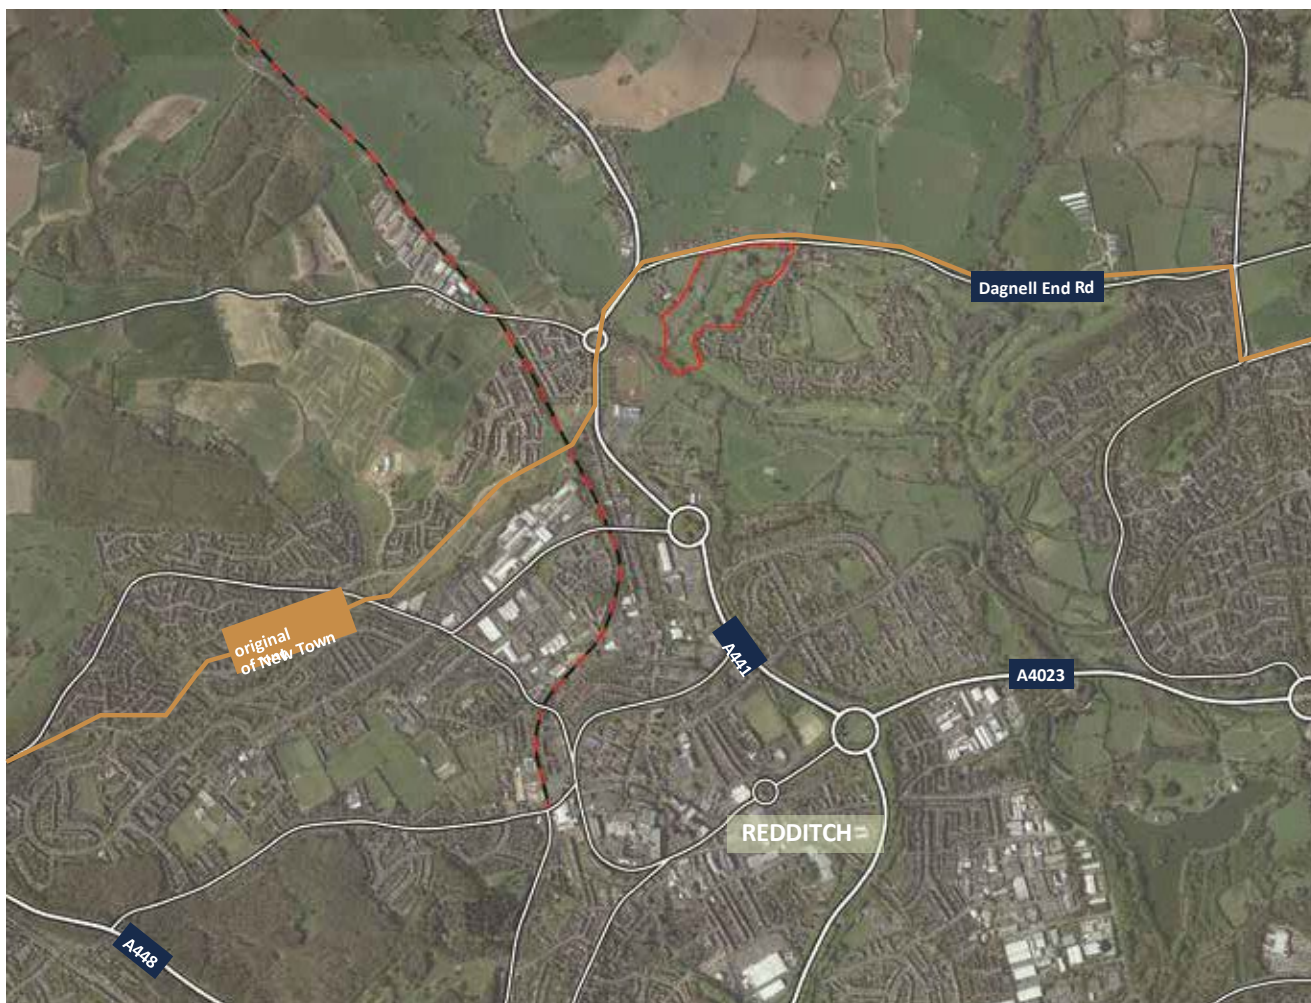 Dagnell End Rd
original
of New Town
A441
A4023
REDDITCH
A448